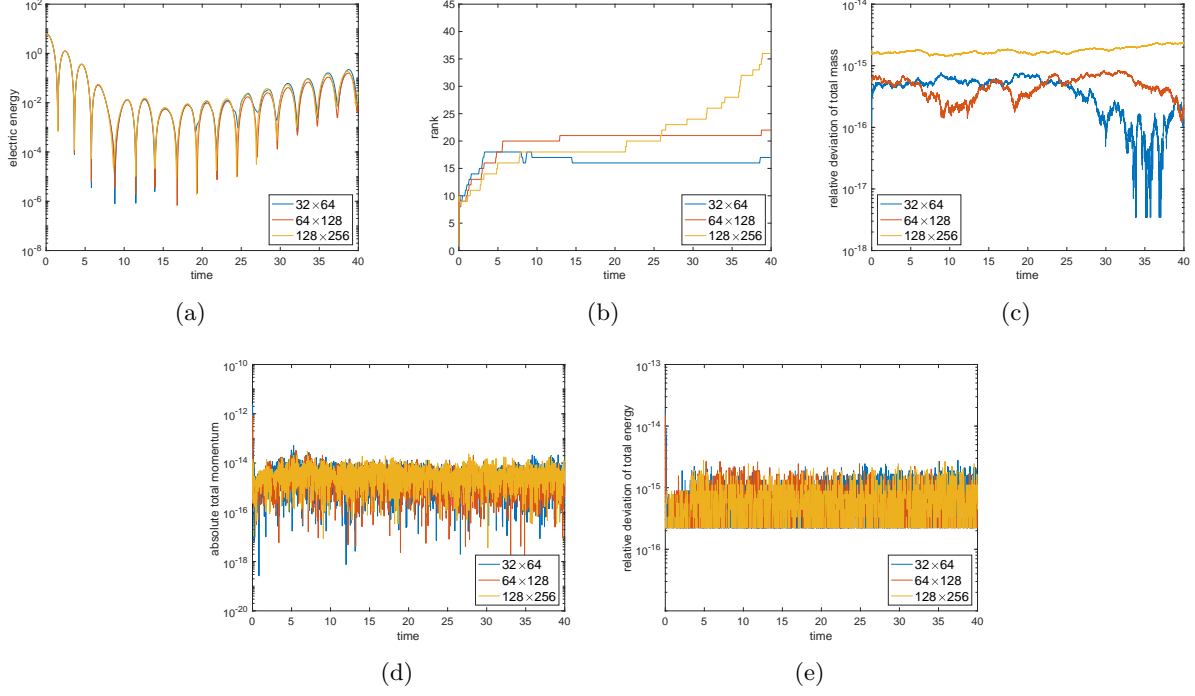 electric energy
10^2
10^0
10^-2
10^-4
10^-6
10^-8
0 5 10 15 20 25 30 35 40
time
32×64
64×128
128×256
(a)
rank
45
40
35
30
25
20
15
10
5
0
0 5 10 15 20 25 30 35 40
time
32×64
64×128
128×256
(b)
relative deviation of total mass
10^-14
10^-15
10^-16
10^-17
10^-18
0 5 10 15 20 25 30 35 40
time
32×64
64×128
128×256
(c)
absolute total momentum
10^-10
10^-12
10^-14
10^-16
10^-18
10^-20
0 5 10 15 20 25 30 35 40
time
32×64
64×128
128×256
(d)
relative deviation of total energy
10^-13
10^-14
10^-15
10^-16
0 5 10 15 20 25 30 35 40
time
32×64
64×128
128×256
(e)